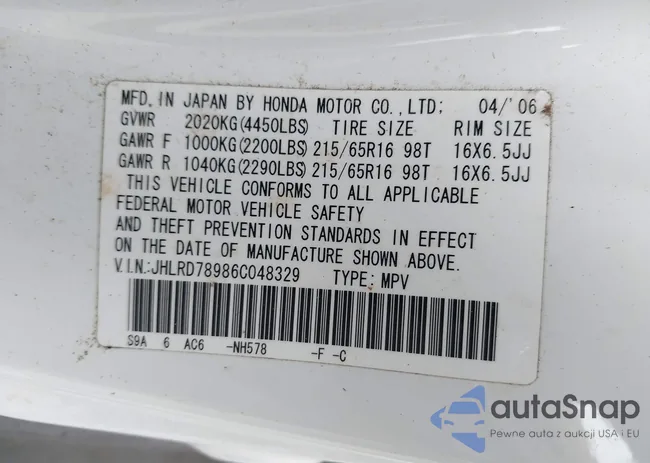 MFD. IN JAPAN BY HONDA MOTOR CO.,LTD; 04/'06
GVWR 2020KG(4450LBS) TIRE SIZE RIM SIZE
GAWR F 1000KG(2200LBS) 215/65R16 98T 16X6.5JJ
GAWR R 1040KG(2290LBS) 215/65R16 98T 16X6.5JJ
THIS VEHICLE CONFORMS TO ALL APPLICABLE
FEDERAL MOTOR VEHICLE SAFETY
AND THEFT PREVENTION STANDARDS IN EFFECT
ON THE DATE OF MANUFACTURE SHOWN ABOVE.
V.I.N.:JHLRD78986C048329 TYPE: MPV
S9A 6 AC6 -NH578 -F -C
autaSnap
Pewne auta z aukcji USA i EU